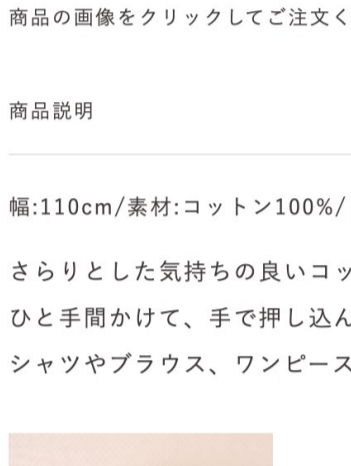 商品の画像をクリックしてご注文く
商品説明
幅:110cm/素材:コットン100%/
さらりとした気持ちの良いコッ
ひと手間かけて、手で押し込ん
シャツやブラウス、ワンピース